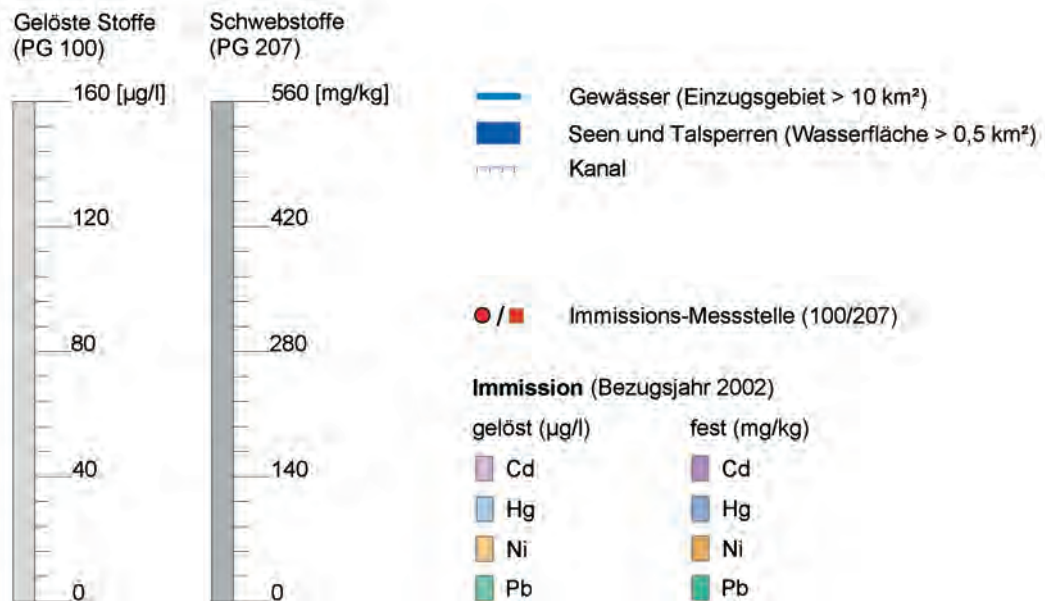 Gelöste Stoffe
(PG 100)
160 [µg/l]
120
80
40
0
Schwebstoffe
(PG 207)
560 [mg/kg]
420
280
140
0
Gewässer (Einzugsgebiet > 10 km²)
Seen und Talsperren (Wasserfläche > 0,5 km²)
Kanal
/
Immissions-Messstelle (100/207)
Immission (Bezugsjahr 2002)
gelöst (µg/l)
Cd
Hg
Ni
Pb
fest (mg/kg)
Cd
Hg
Ni
Pb